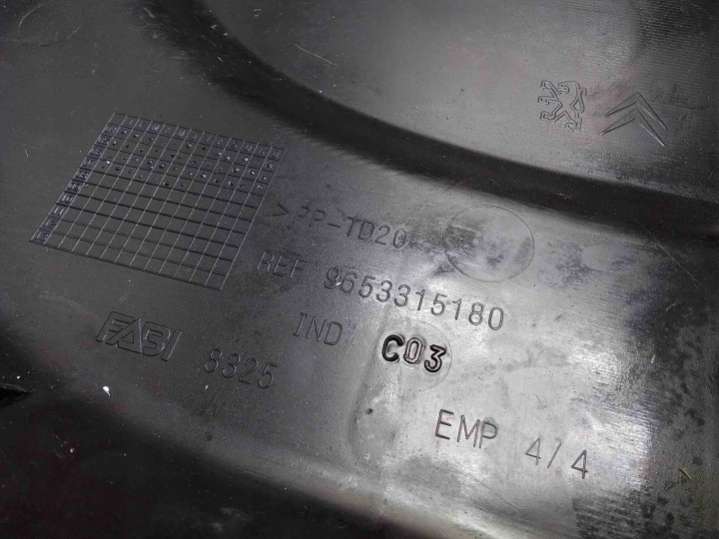 >PP-TD20
REF 9653315180
IND C03
FABI 8325
EMP 4/4